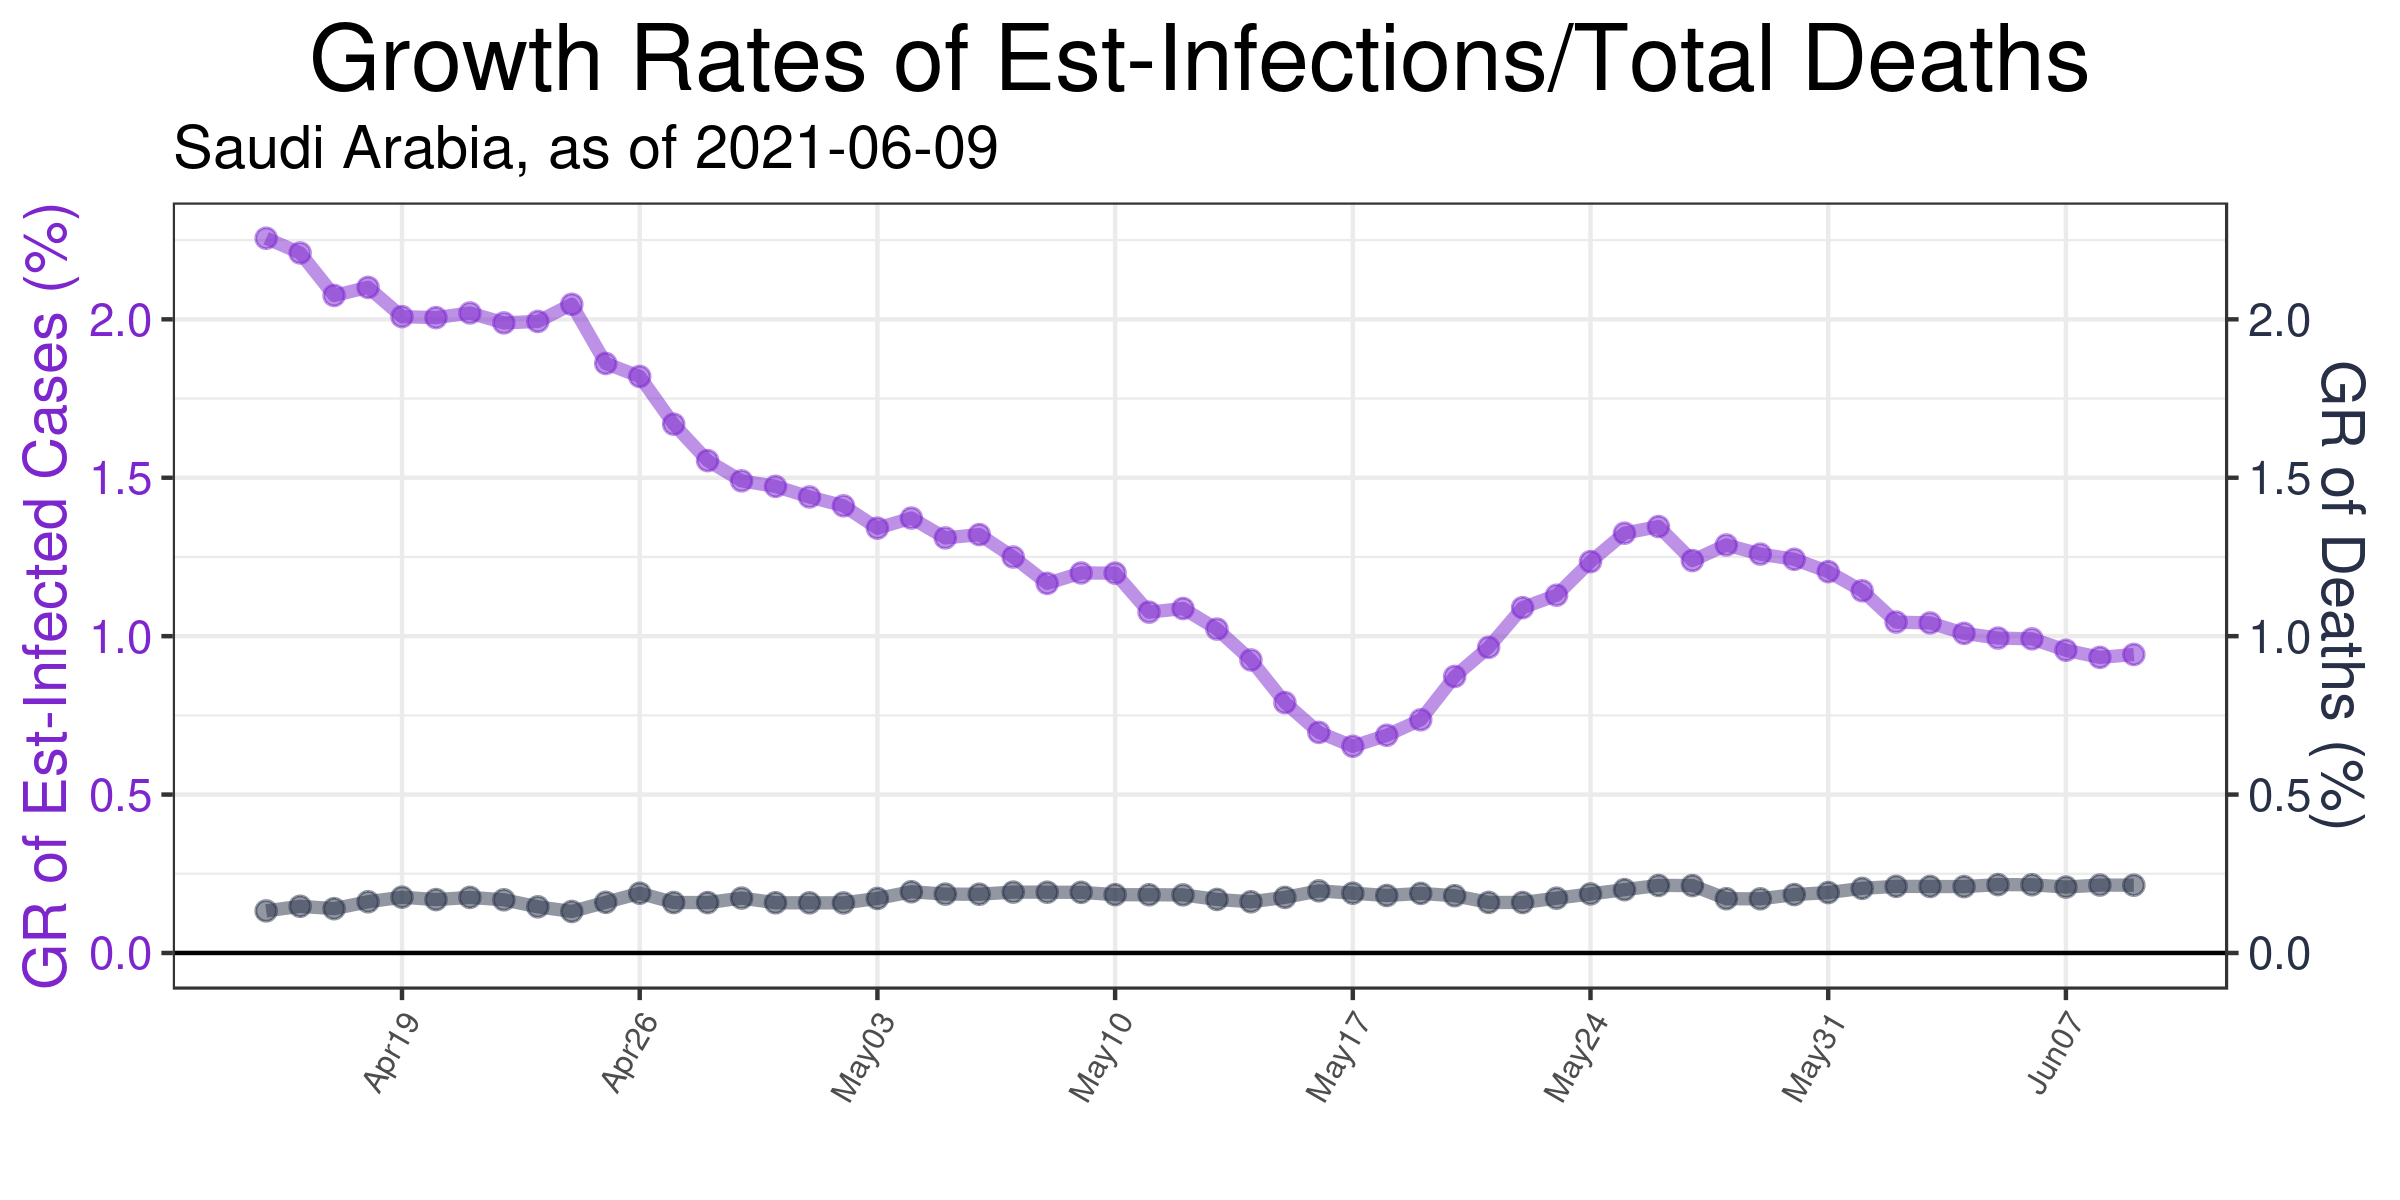 Growth Rates of Est-Infections/Total Deaths
Saudi Arabia, as of 2021-06-09
GR of Est-Infected Cases (%)
2.0
1.5
1.0
0.5
0.0
2.0
1.5
1.0
0.5
0.0
GR of Deaths (%)
Apr19
Apr26
May03
May10
May17
May24
May31
Jun07